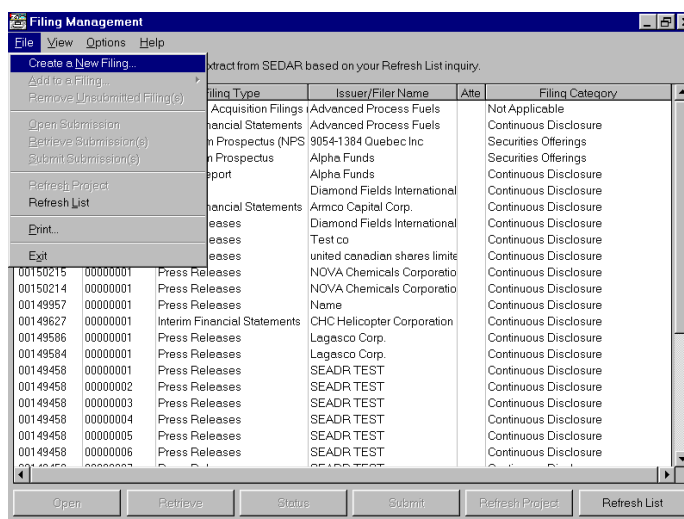 Filing Management
File View Options Help
Create a New Filing...
Add to a Filing...
Remove Unsubmitted Filing(s)
Open Submission
Retrieve Submission(s)
Submit Submission(s)
Refresh Project
Refresh List
Print...
Exit
extract from SEDAR based on your Refresh List inquiry.
Filing Type Issuer/Filer Name Atte Filing Category
Acquisition Filings Advanced Process Fuels Not Applicable
nancial Statements Advanced Process Fuels Continuous Disclosure
n Prospectus (NPS 9054-1384 Quebec Inc Securities Offerings
n Prospectus Alpha Funds Securities Offerings
eport Alpha Funds Continuous Disclosure
Diamond Fields International Continuous Disclosure
nancial Statements Armco Capital Corp. Continuous Disclosure
eases Diamond Fields International Continuous Disclosure
eases Test co Continuous Disclosure
eases united canadian shares limite Continuous Disclosure
00150215 00000001 Press Releases NOVA Chemicals Corporatio Continuous Disclosure
00150214 00000001 Press Releases NOVA Chemicals Corporatio Continuous Disclosure
00149957 00000001 Press Releases Name Continuous Disclosure
00149627 00000001 Interim Financial Statements CHC Helicopter Corporation Continuous Disclosure
00149586 00000001 Press Releases Lagasco Corp. Continuous Disclosure
00149584 00000001 Press Releases Lagasco Corp. Continuous Disclosure
00149458 00000001 Press Releases SEADR TEST Continuous Disclosure
00149458 00000002 Press Releases SEADR TEST Continuous Disclosure
00149458 00000003 Press Releases SEADR TEST Continuous Disclosure
00149458 00000004 Press Releases SEADR TEST Continuous Disclosure
00149458 00000005 Press Releases SEADR TEST Continuous Disclosure
00149458 00000006 Press Releases SEADR TEST Continuous Disclosure
Open Retrieve Status Submit Refresh Project Refresh List